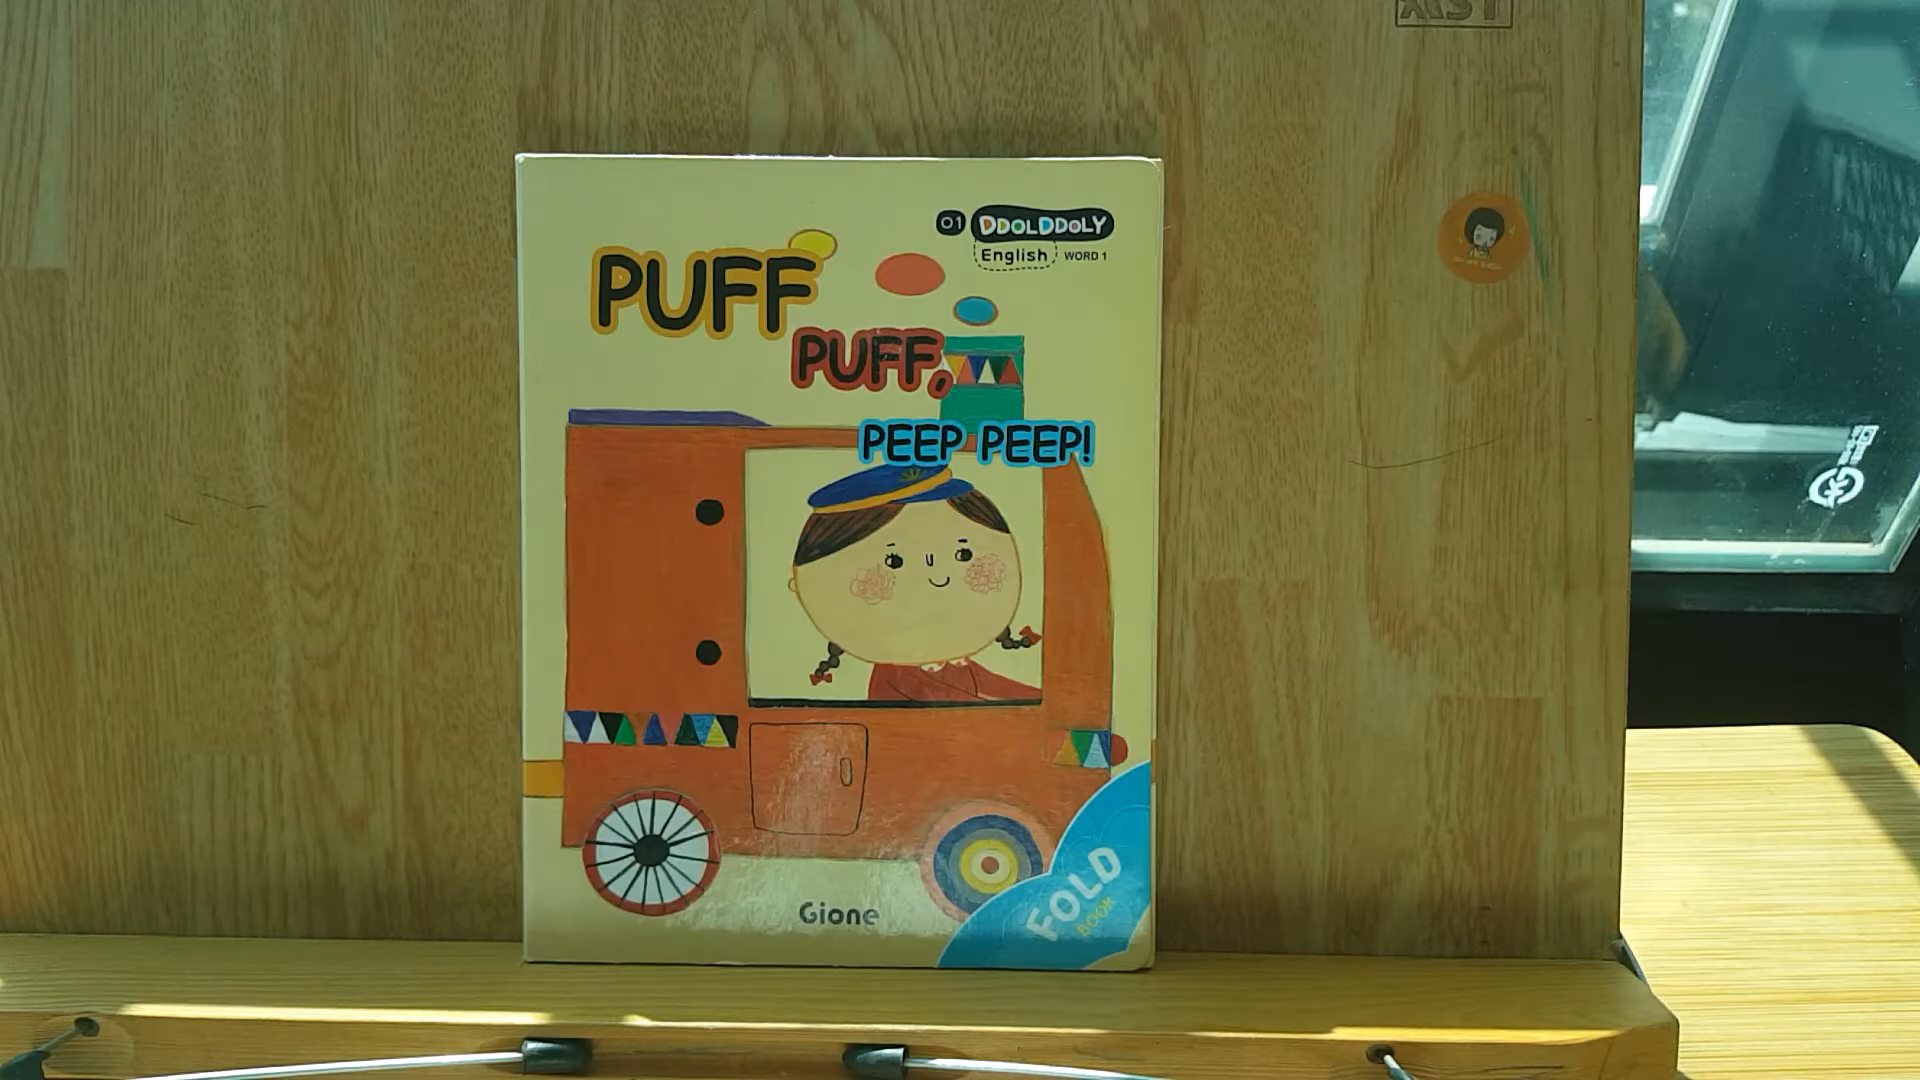 01 DDOLDDOLY
English WORD 1
PUFF
PUFF,
PEEP PEEP!
FOLD
BOOK
Gione